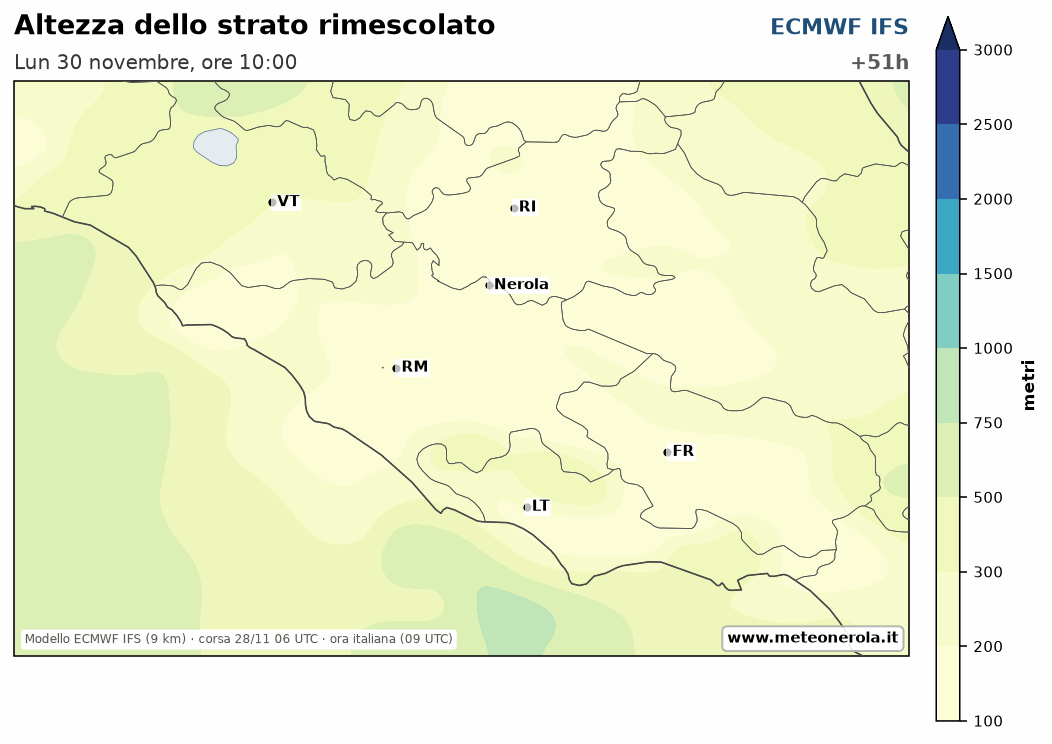 Altezza dello strato rimescolato
ECMWF IFS
Lun 30 novembre, ore 10:00
+51h
VT
RI
Nerola
RM
FR
LT
Modello ECMWF IFS (9 km) · corsa 28/11 06 UTC · ora italiana (09 UTC)
www.meteonerola.it
3000
2500
2000
1500
1000
750
500
300
200
100
metri